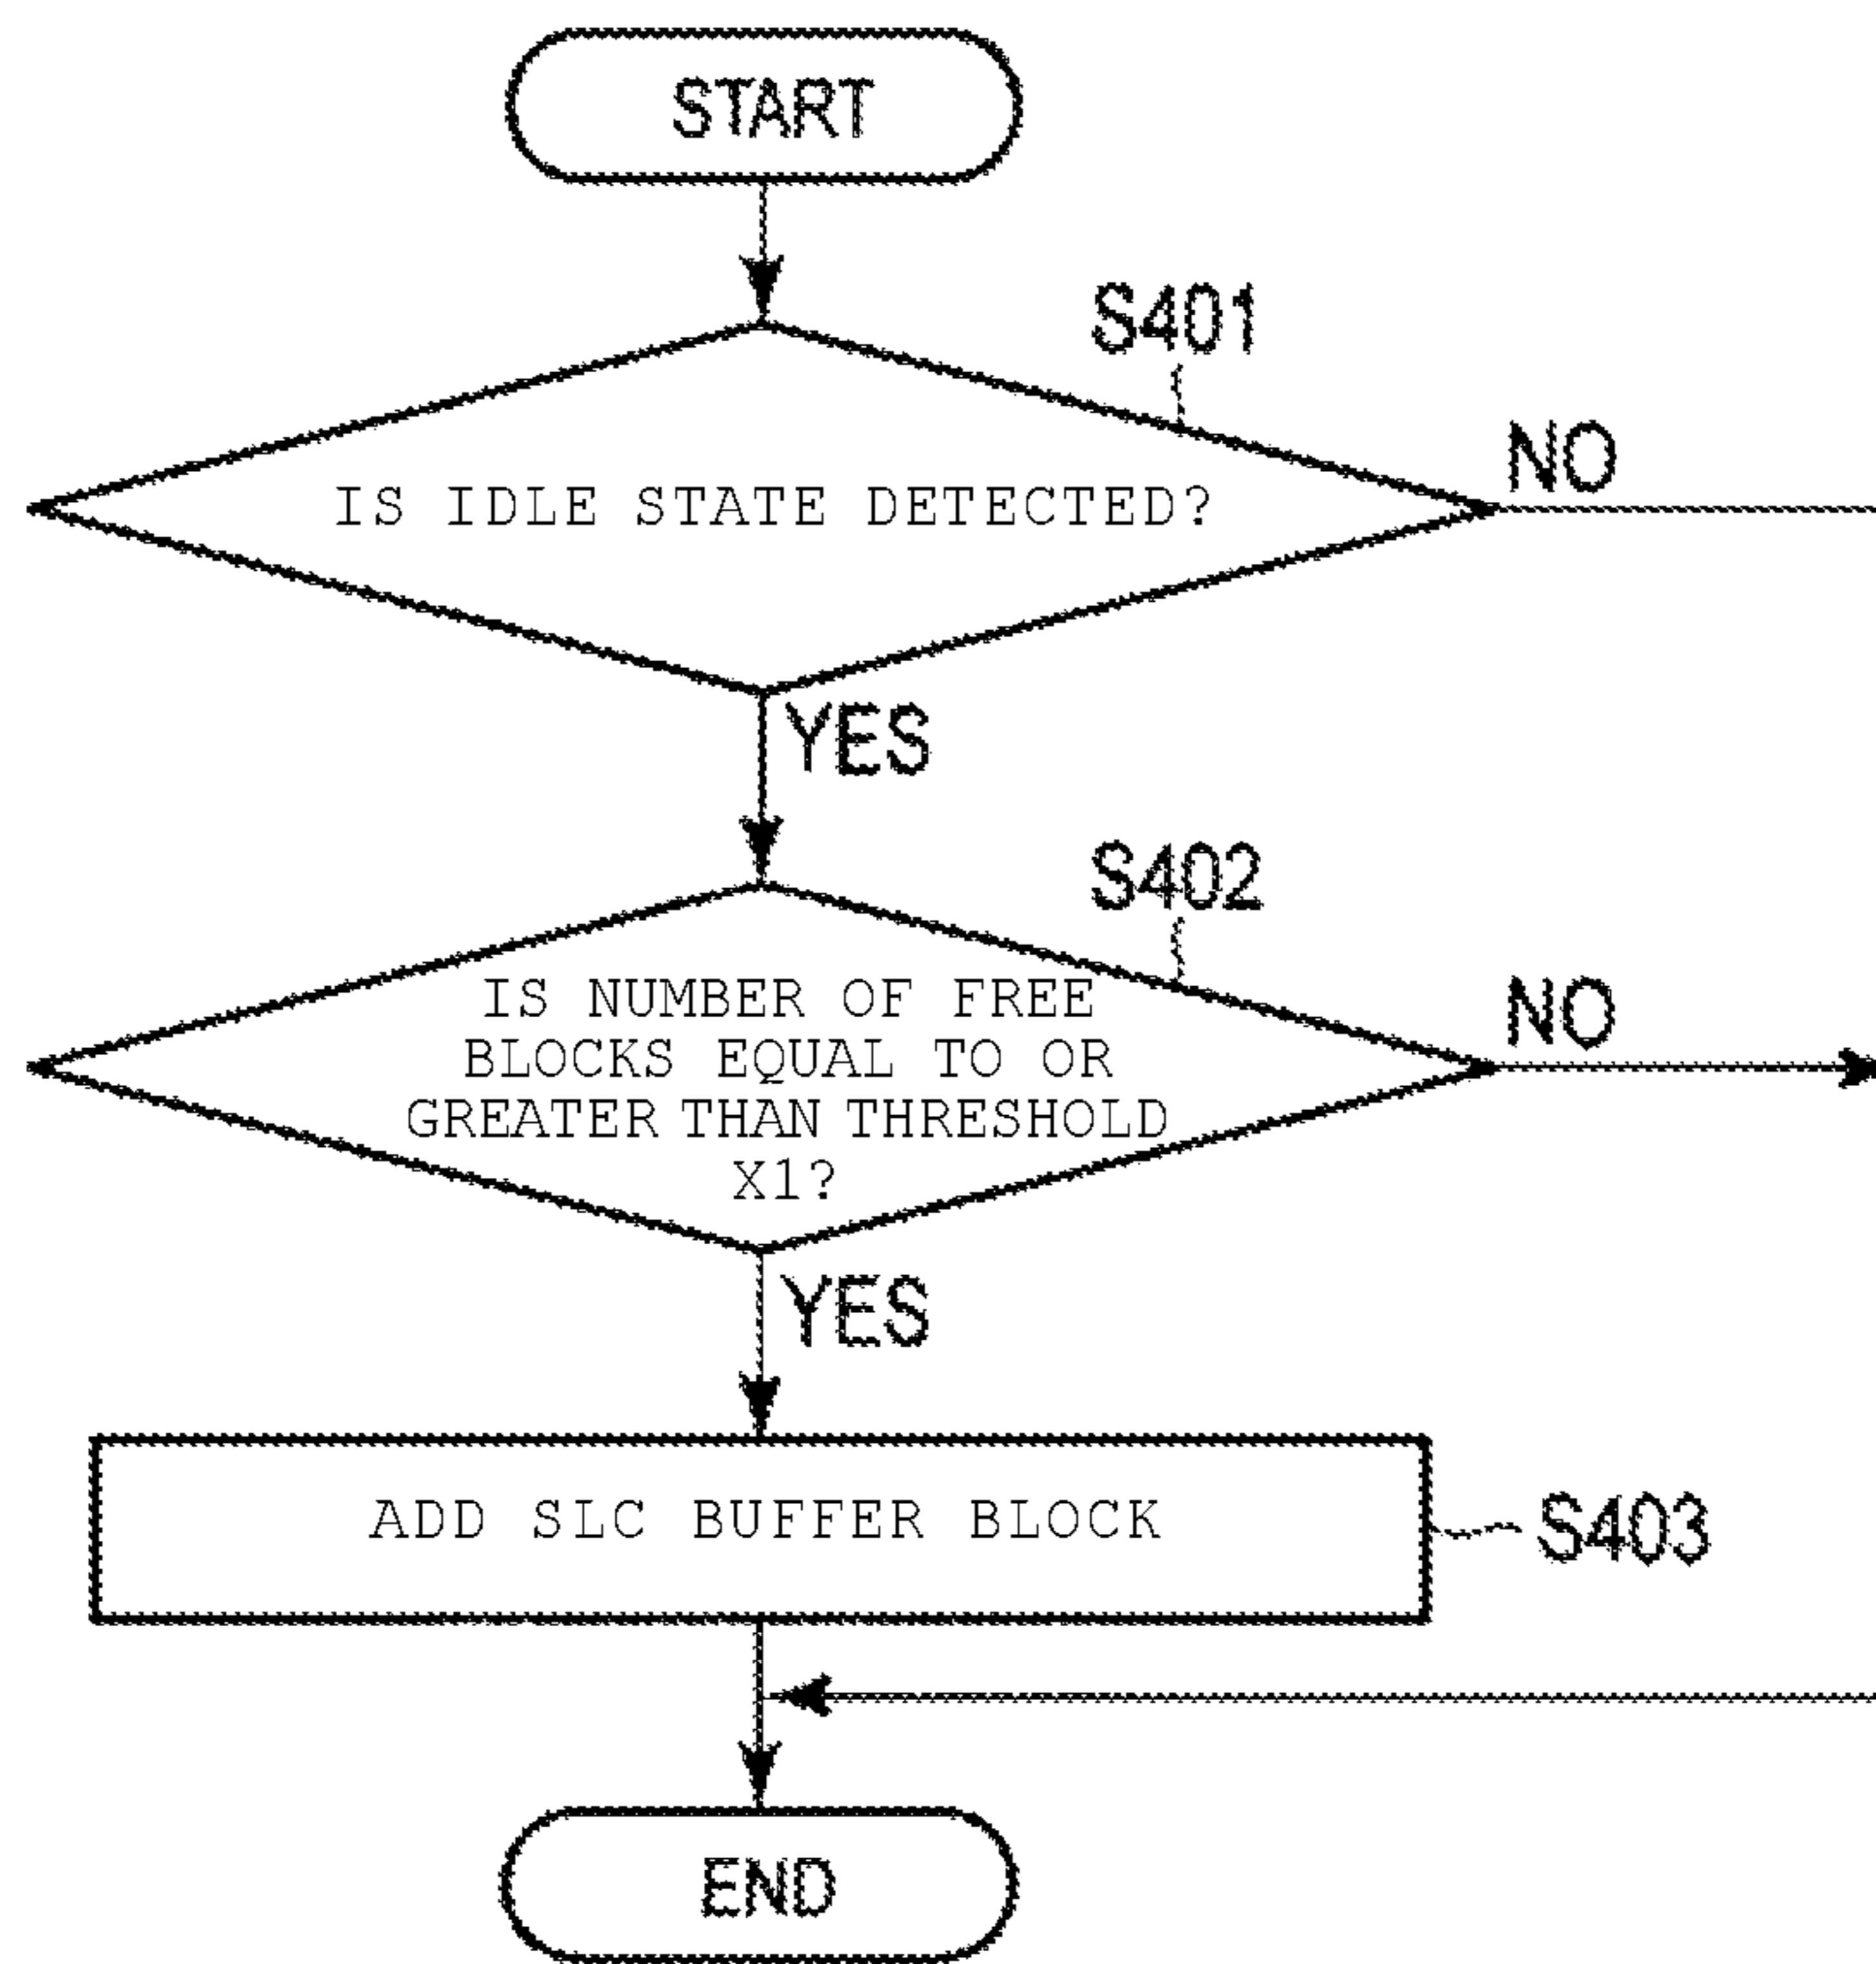 START
S401
NO
IS IDLE STATE DETECTED?
YES
S402
NO
IS NUMBER OF FREE
BLOCKS EQUAL TO OR
GREATER THAN THRESHOLD
X1?
YES
ADD SLC BUFFER BLOCK
S403
END